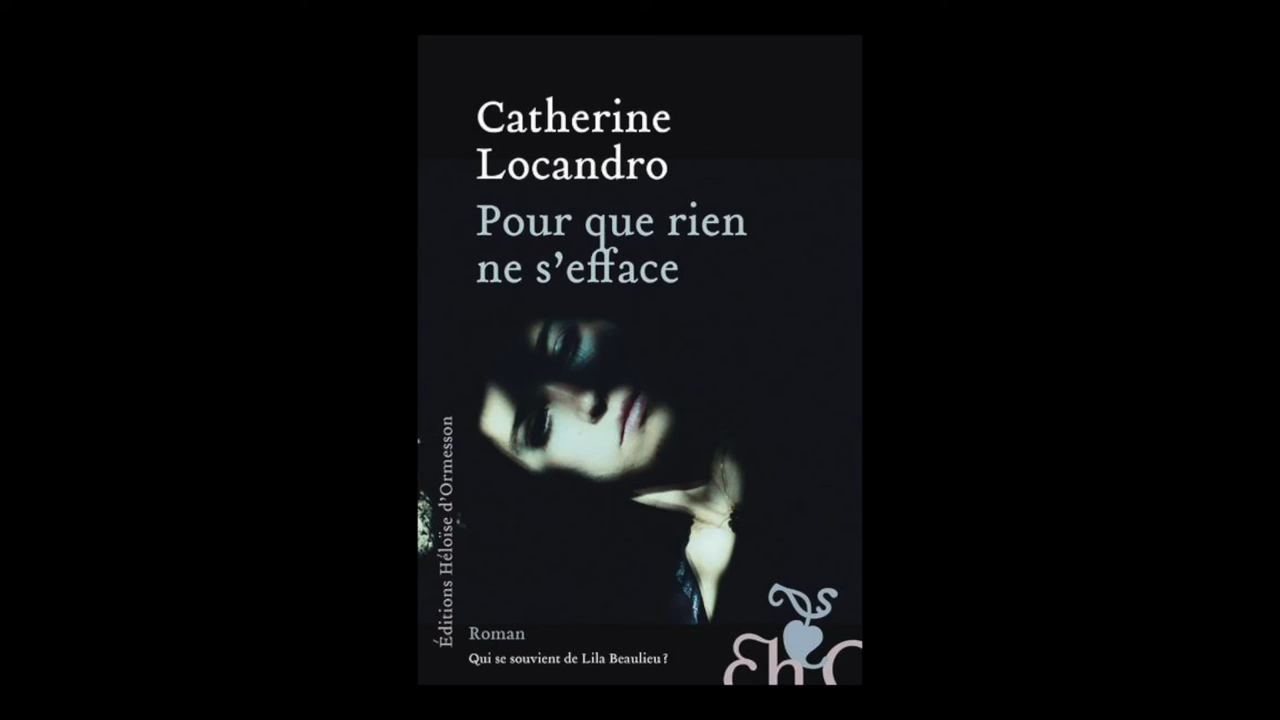 Catherine
Locandro
Pour que rien
ne s'efface
Éditions Héloïse d'Ormesson
Roman
Qui se souvient de Lila Beaulieu ?